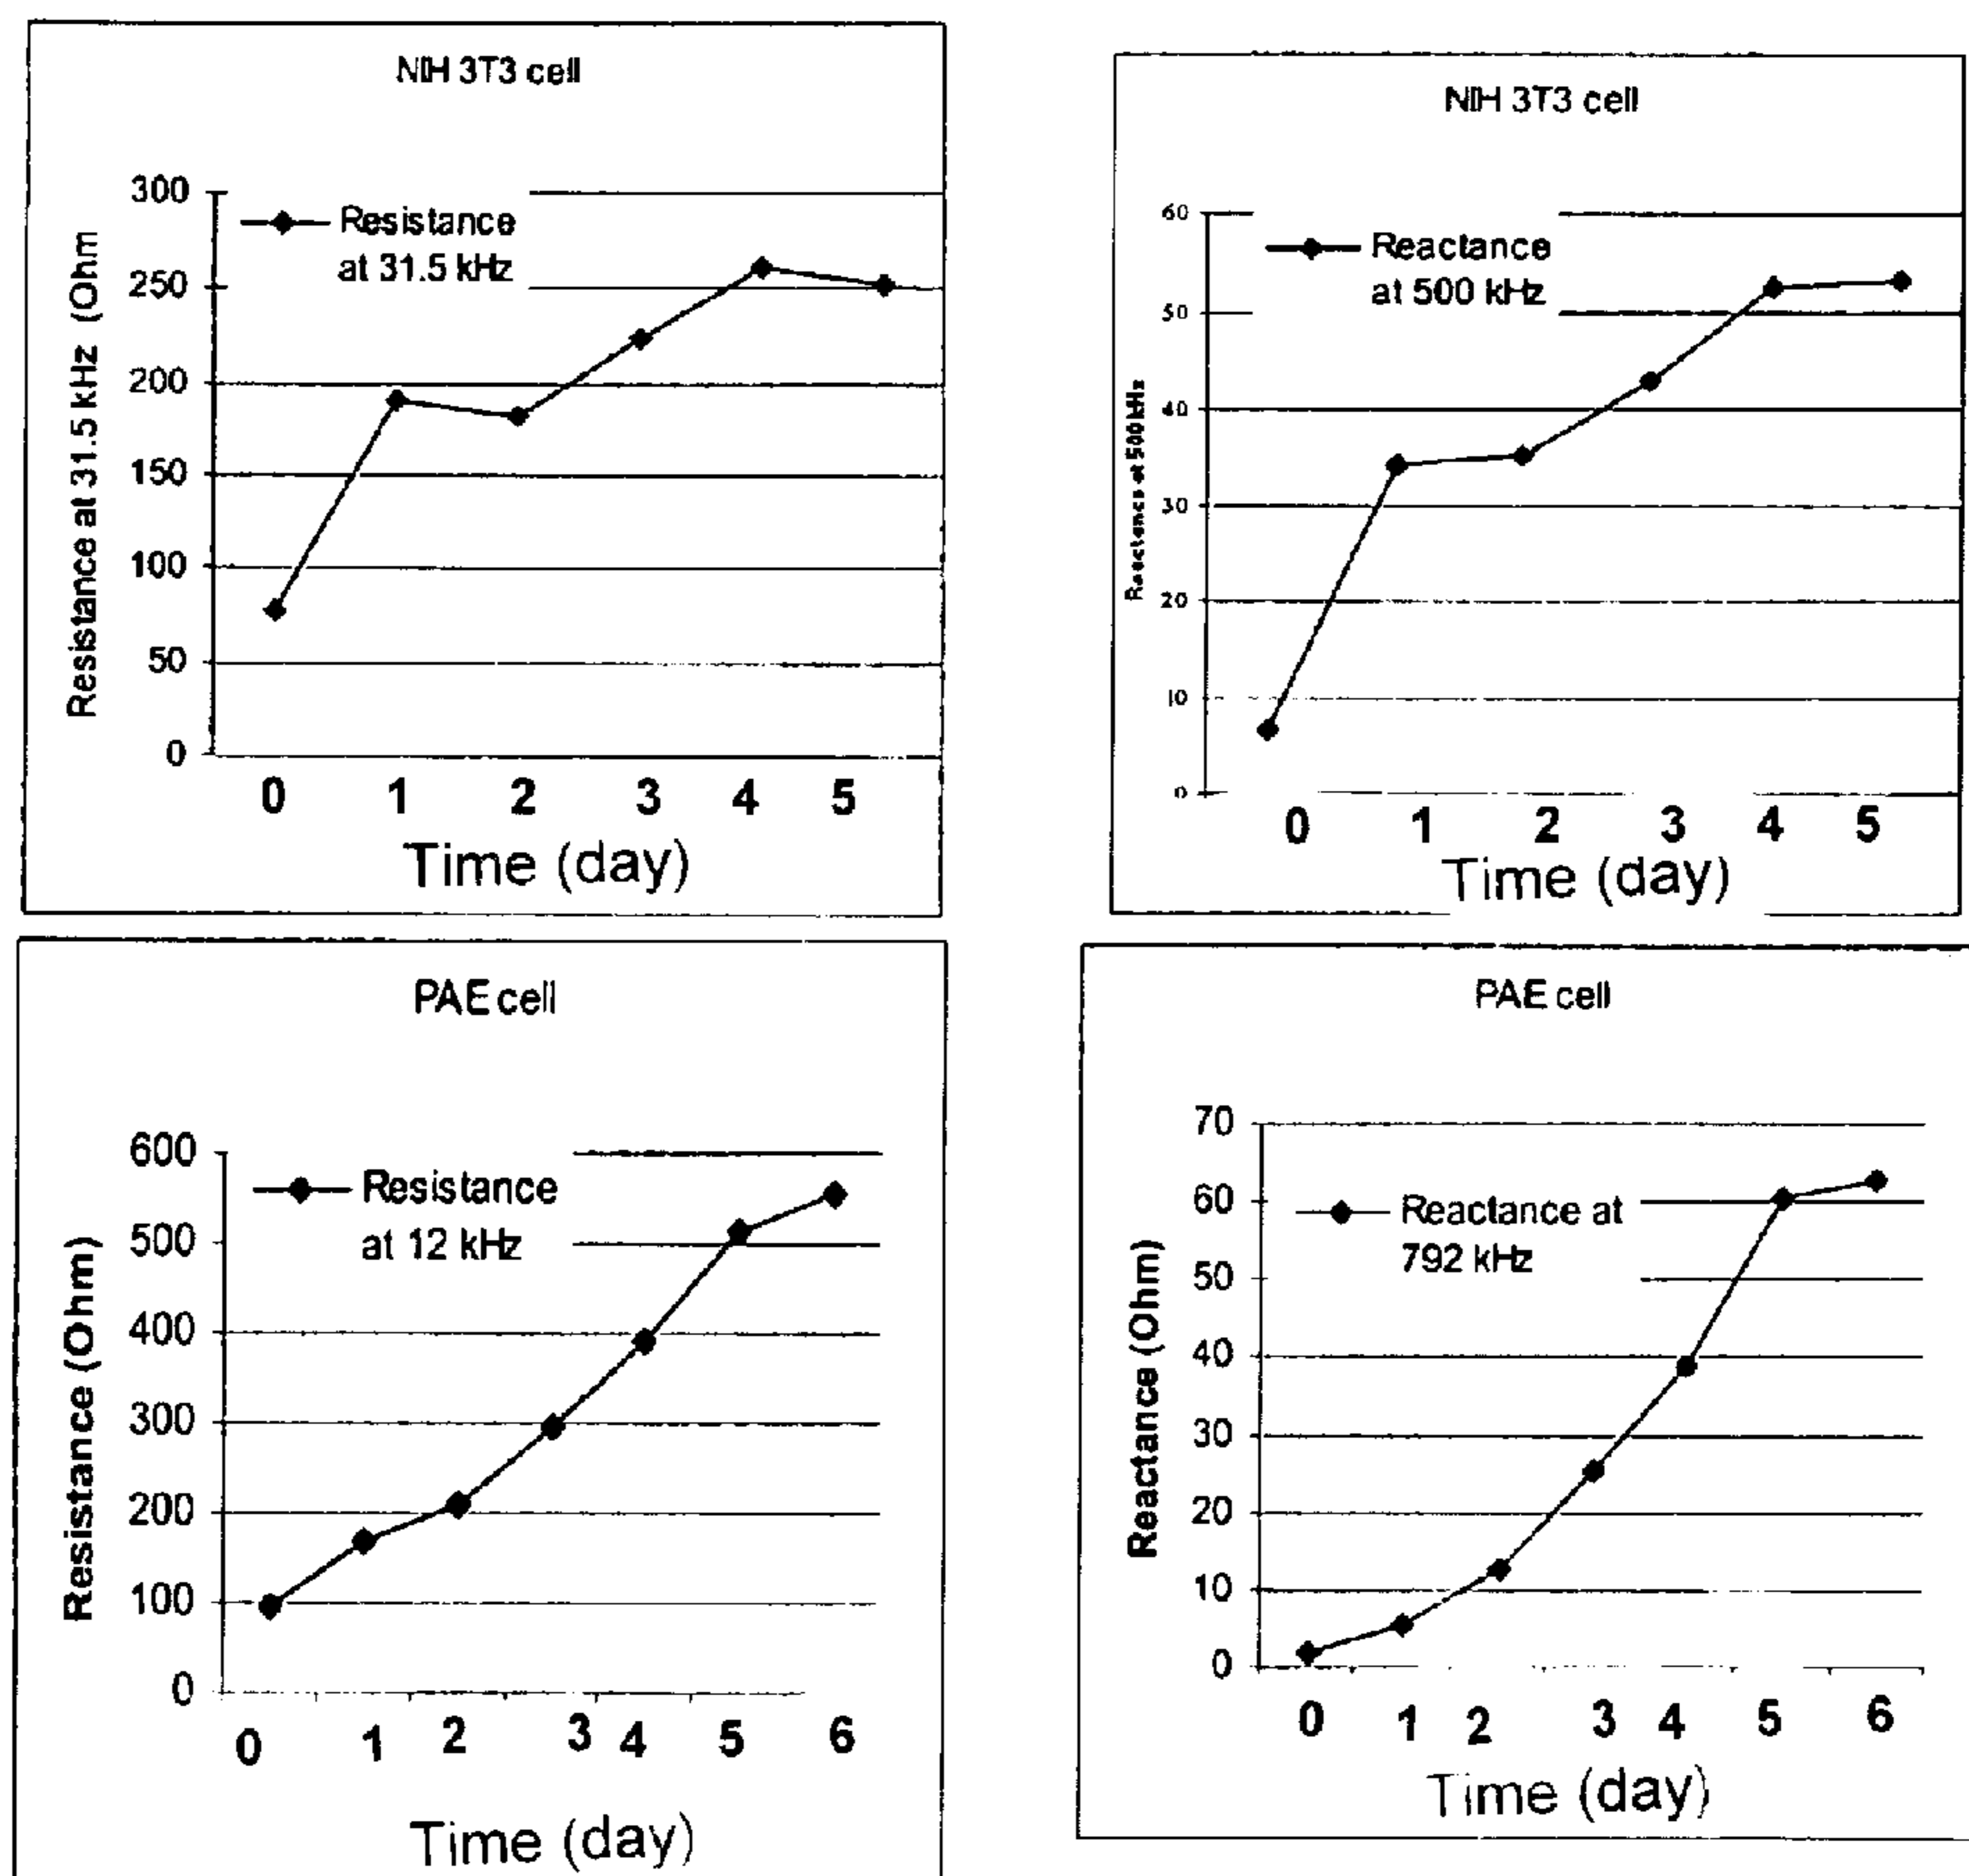 NIH 3T3 cell
Resistance at 31.5 kHz (Ohm
300
250
200
150
100
50
0
Resistance
at 31.5 kHz
0 1 2 3 4 5
Time (day)
NIH 3T3 cell
Reactance at 500 kHz
60
50
40
30
20
10
0
Reactance
at 500 kHz
0 1 2 3 4 5
Time (day)
PAE cell
Resistance (Ohm)
600
500
400
300
200
100
0
Resistance
at 12 kHz
0 1 2 3 4 5 6
Time (day)
PAE cell
Reactance (Ohm)
70
60
50
40
30
20
10
0
Reactance at
792 kHz
0 1 2 3 4 5 6
Time (day)